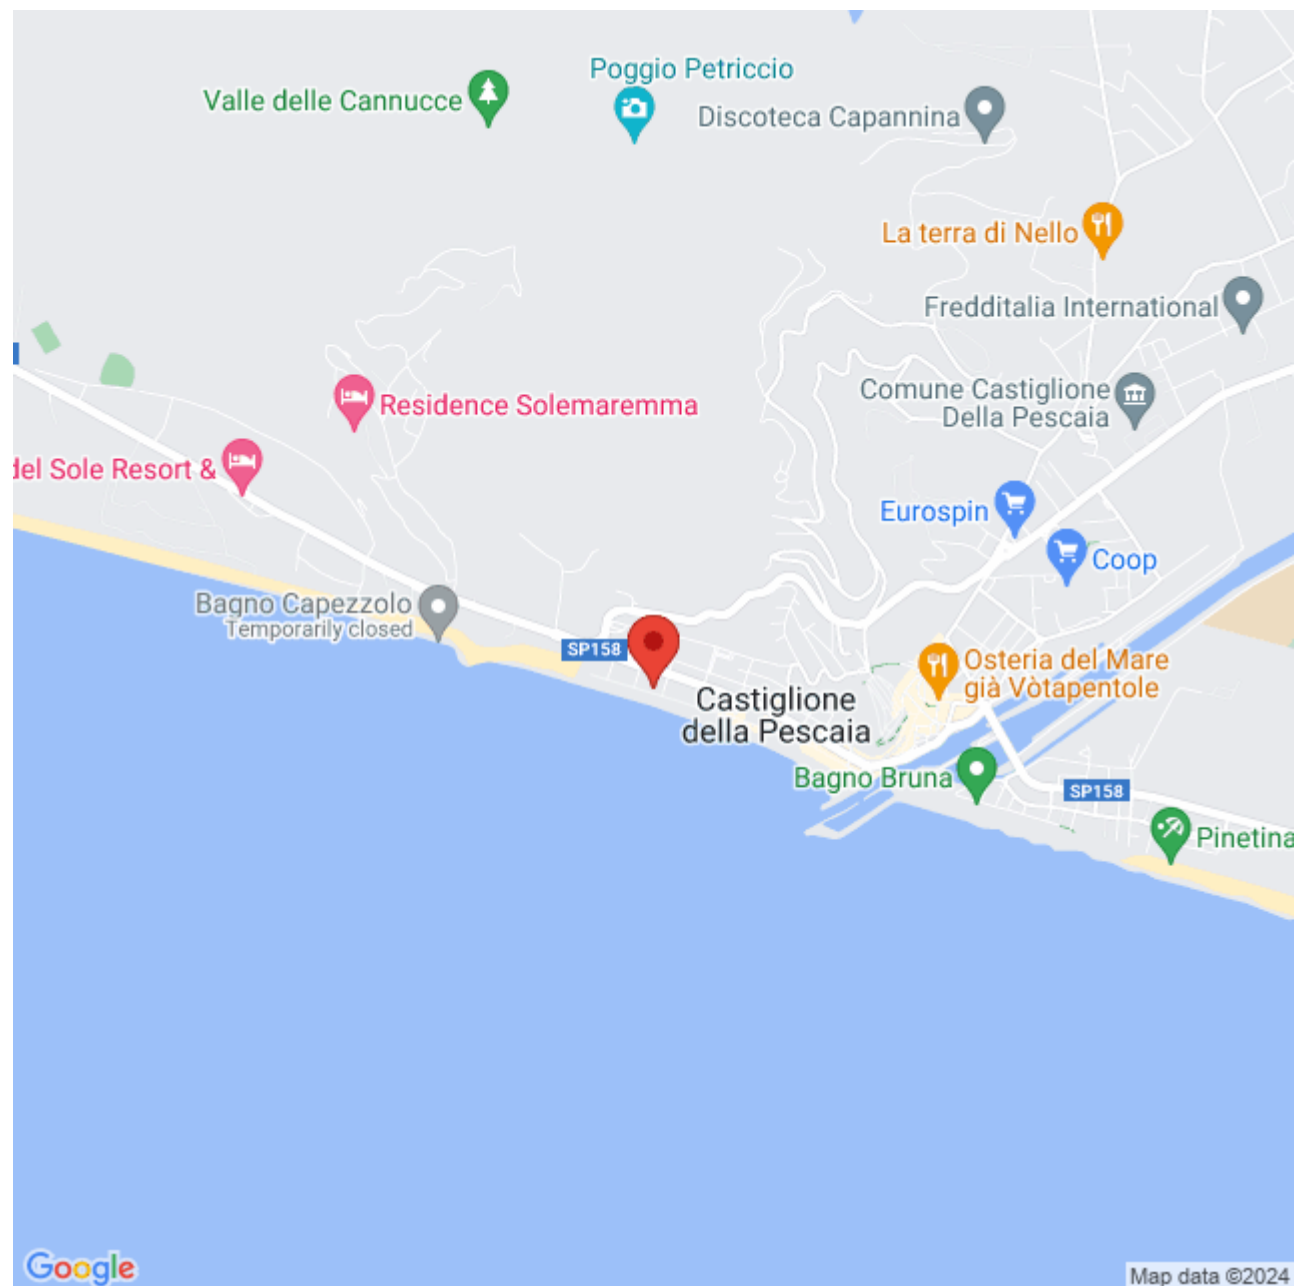 Poggio Petriccio
Valle delle Cannucce
Discoteca Capannina
La terra di Nello
Fredditalia International
Comune Castiglione
Della Pescaia
Residence Solemaremma
del Sole Resort &
Eurospin
Coop
Bagno Capezzolo
Temporarily closed
SP158
Osteria del Mare
già Vòtapentole
Castiglione
della Pescaia
Bagno Bruna
SP158
Pinetina
Google
Map data ©2024